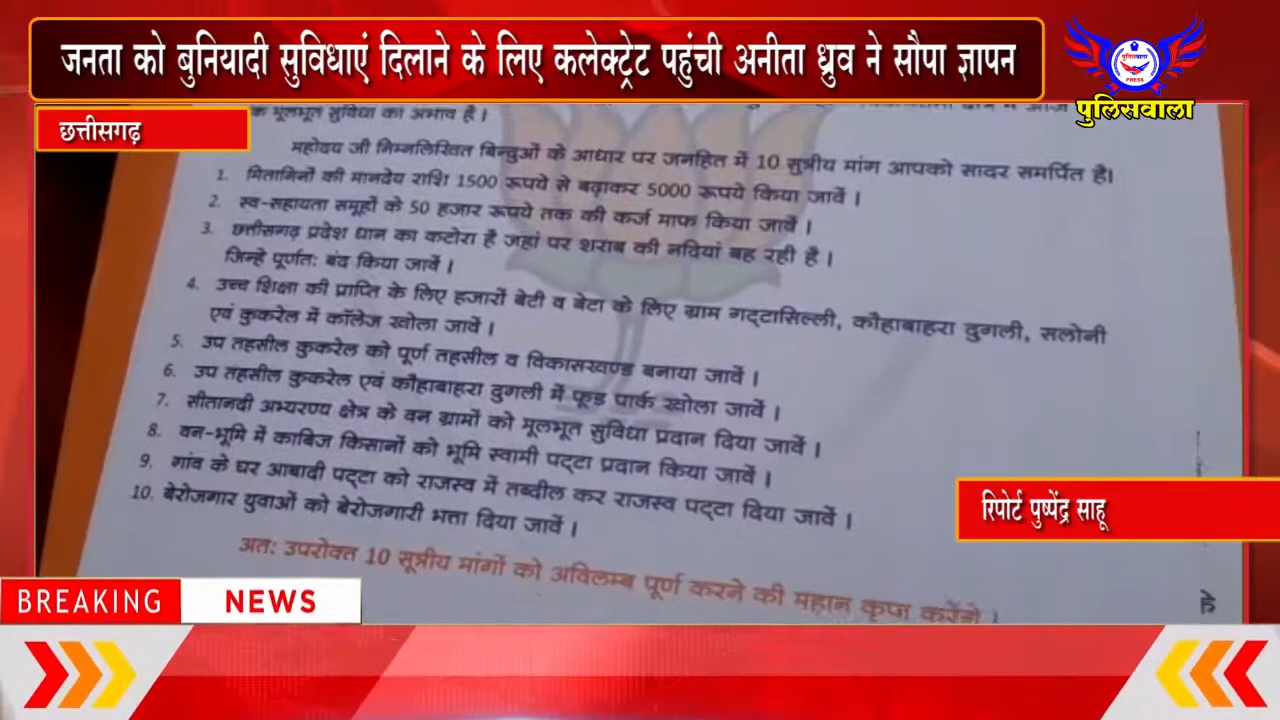 जनता को बुनियादी सुविधाएं दिलाने के लिए कलेक्ट्रेट पहुंची अनीता ध्रुव ने सौपा ज्ञापन
पुलिसवाला
PRESS
पुलिसवाला
छत्तीसगढ़
मूलभूत सुविधा का अभाव है।
महोदय जी निम्नलिखित बिन्दुओं के आधार पर जनहित में 10 सुत्रीय मांग आपको सादर समर्पित है।
1. मितामिनों की मानदेय राशि 1500 रूपये से बढ़ाकर 5000 रूपये किया जावें।
2. स्व-सहायता समूहों के 50 हजार रूपये तक की कर्ज माफ किया जावें।
3. छत्तीसगढ़ प्रदेश धान का कटोरा है जहां पर शराब की नदियां बह रही है।
जिन्हे पूर्णतः बंद किया जावें।
4. उच्च शिक्षा की प्राप्ति के लिए हजारों बेटी व बेटा के लिए ग्राम गट्टासिल्ली, कौहाबाहरा दुगली, सलोनी
एवं कुकरेल में कॉलेज खोला जावें।
5. उप तहसील कुकरेल को पूर्ण तहसील व विकासखण्ड बनाया जावें।
6. उप तहसील कुकरेल एवं कौहाबाहरा दुगली में फूड पार्क खोला जावें।
7. सीतानदी अभ्यरण्य क्षेत्र के वन ग्रामों को मूलभूत सुविधा प्रदान दिया जावें।
8. वन-भूमि में काबिज किसानों को भूमि स्वामी पट्टा प्रदान किया जावें।
9. गांव के घर आबादी पट्टा को राजस्व में तब्दील कर राजस्व पट्टा दिया जावें।
10. बेरोजगार युवाओं को बेरोजगारी भत्ता दिया जावें।
अतः उपरोक्त 10 सूत्रीय मांगों को अविलम्ब पूर्ण करने की महान कृपा करेंगे।
रिपोर्ट पुष्पेंद्र साहू
BREAKING NEWS